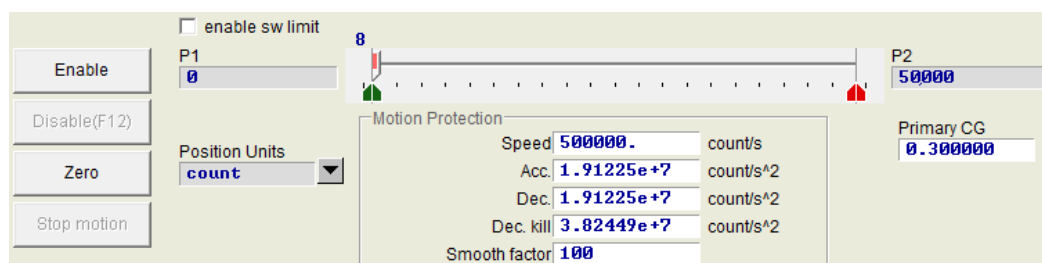 enable sw limit
8
P1
0
P2
50000
Enable
Disable(F12)
Zero
Stop motion
Position Units
count
Motion Protection
Speed 500000. count/s
Acc. 1.91225e+7 count/s^2
Dec. 1.91225e+7 count/s^2
Dec. kill 3.82449e+7 count/s^2
Smooth factor 100
Primary CG
0.300000